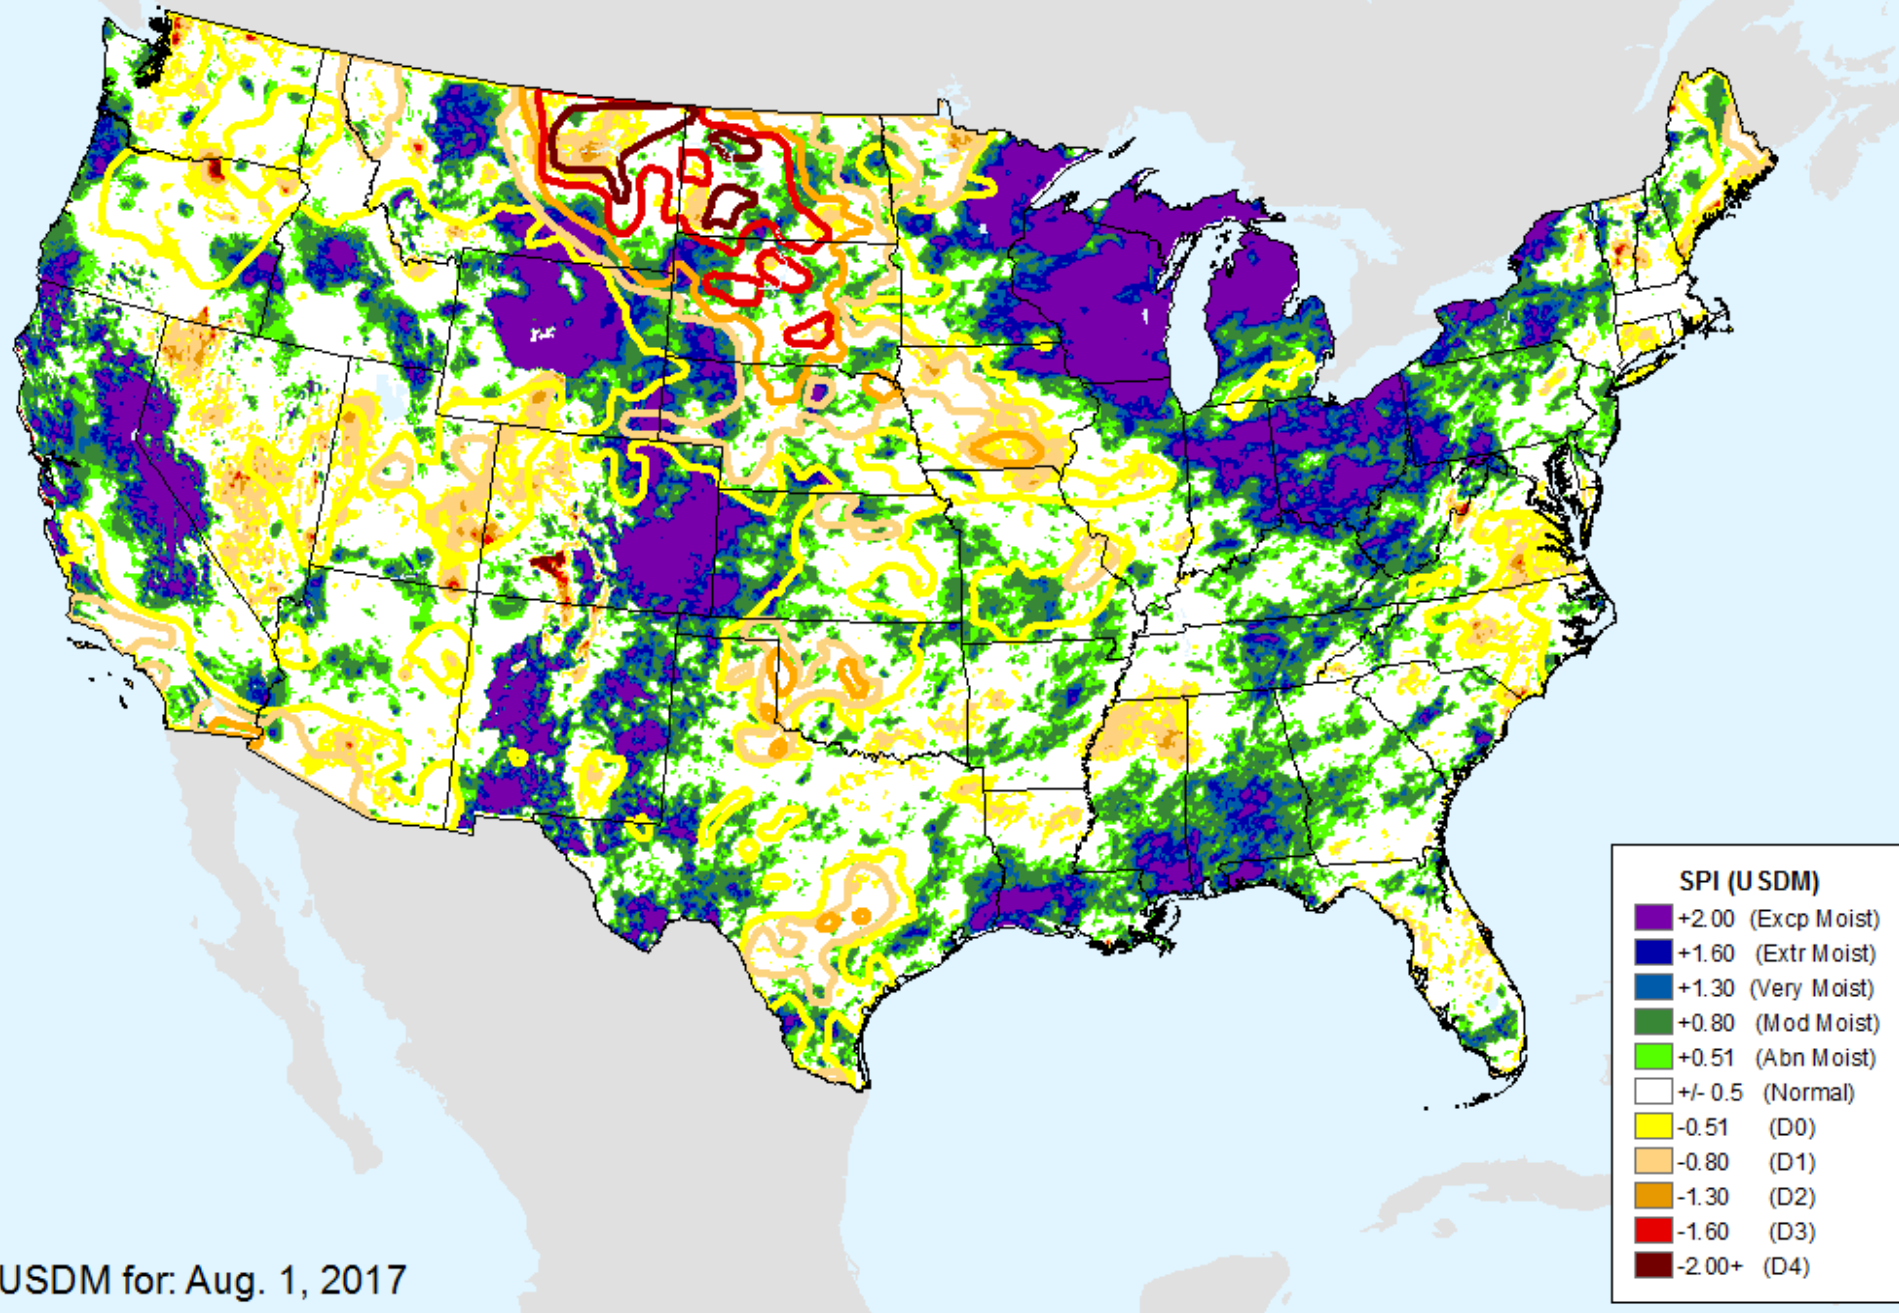 SPI (USDM)
+2.00 (Excp Moist)
+1.60 (Extr Moist)
+1.30 (Very Moist)
+0.80 (Mod Moist)
+0.51 (Abn Moist)
+/- 0.5 (Normal)
-0.51 (D0)
-0.80 (D1)
-1.30 (D2)
-1.60 (D3)
-2.00+ (D4)
USDM for: Aug. 1, 2017